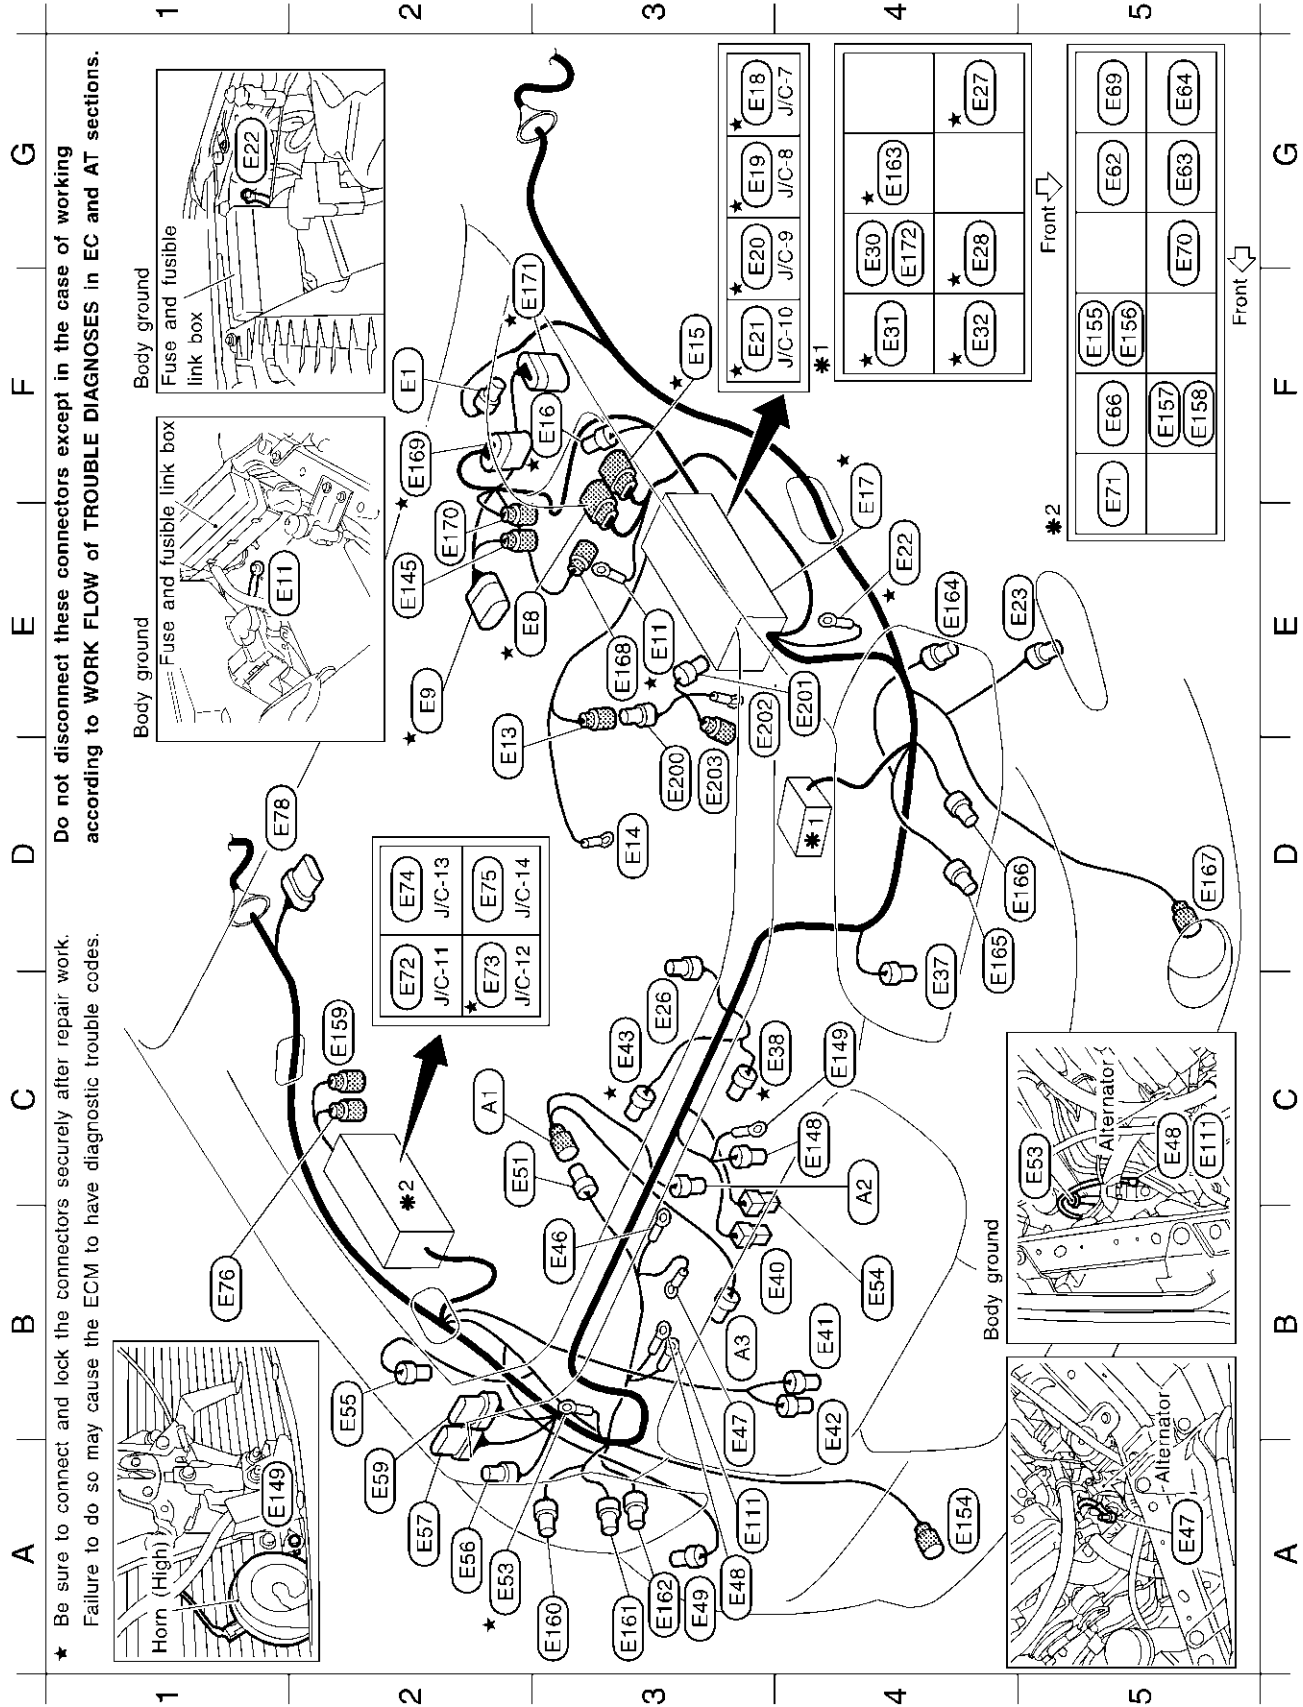 A
B
C
D
E
F
G
1
2
3
4
5
★ Be sure to connect and lock the connectors securely after repair work.
Failure to do so may cause the ECM to have diagnostic trouble codes.
Do not disconnect these connectors except in the case of working
according to WORK FLOW of TROUBLE DIAGNOSES in EC and AT sections.
Horn (High)
E149
Body ground
Fuse and fusible link box
E11
Body ground
Fuse and fusible
link box
E22
E76
E159
E78
✱2
E72
J/C-11
E74
J/C-13
★ E73
J/C-12
E75
J/C-14
E55
E59
E57
E56
★ E53
E160
E161
E162
E49
E48
E111
E47
E46
E51
A1
★ E43
E26
★ E38
E149
E148
A2
E54
E40
A3
E41
E42
E154
E14
E13
★ E9
E145
E170
★ E169
E1
★ E171
★ E8
E168
★ E11
E16 ★
★ E15
E200
E203
E202
E201
★ E17
★ E22
E164
E23
✱1
E37
E165
E166
E167
★ E21
J/C-10
★ E20
J/C-9
★ E19
J/C-8
★ E18
J/C-7
✱1
★ E31
E30
E172
★ E163
★ E32
★ E28
★ E27
Front
✱2
E71
E66
E155
E156
E62
E69
E157
E158
E70
E63
E64
Front
Alternator
E47
Body ground
E53
Alternator
E48
E111
A
B
C
D
E
F
G
1
2
3
4
5